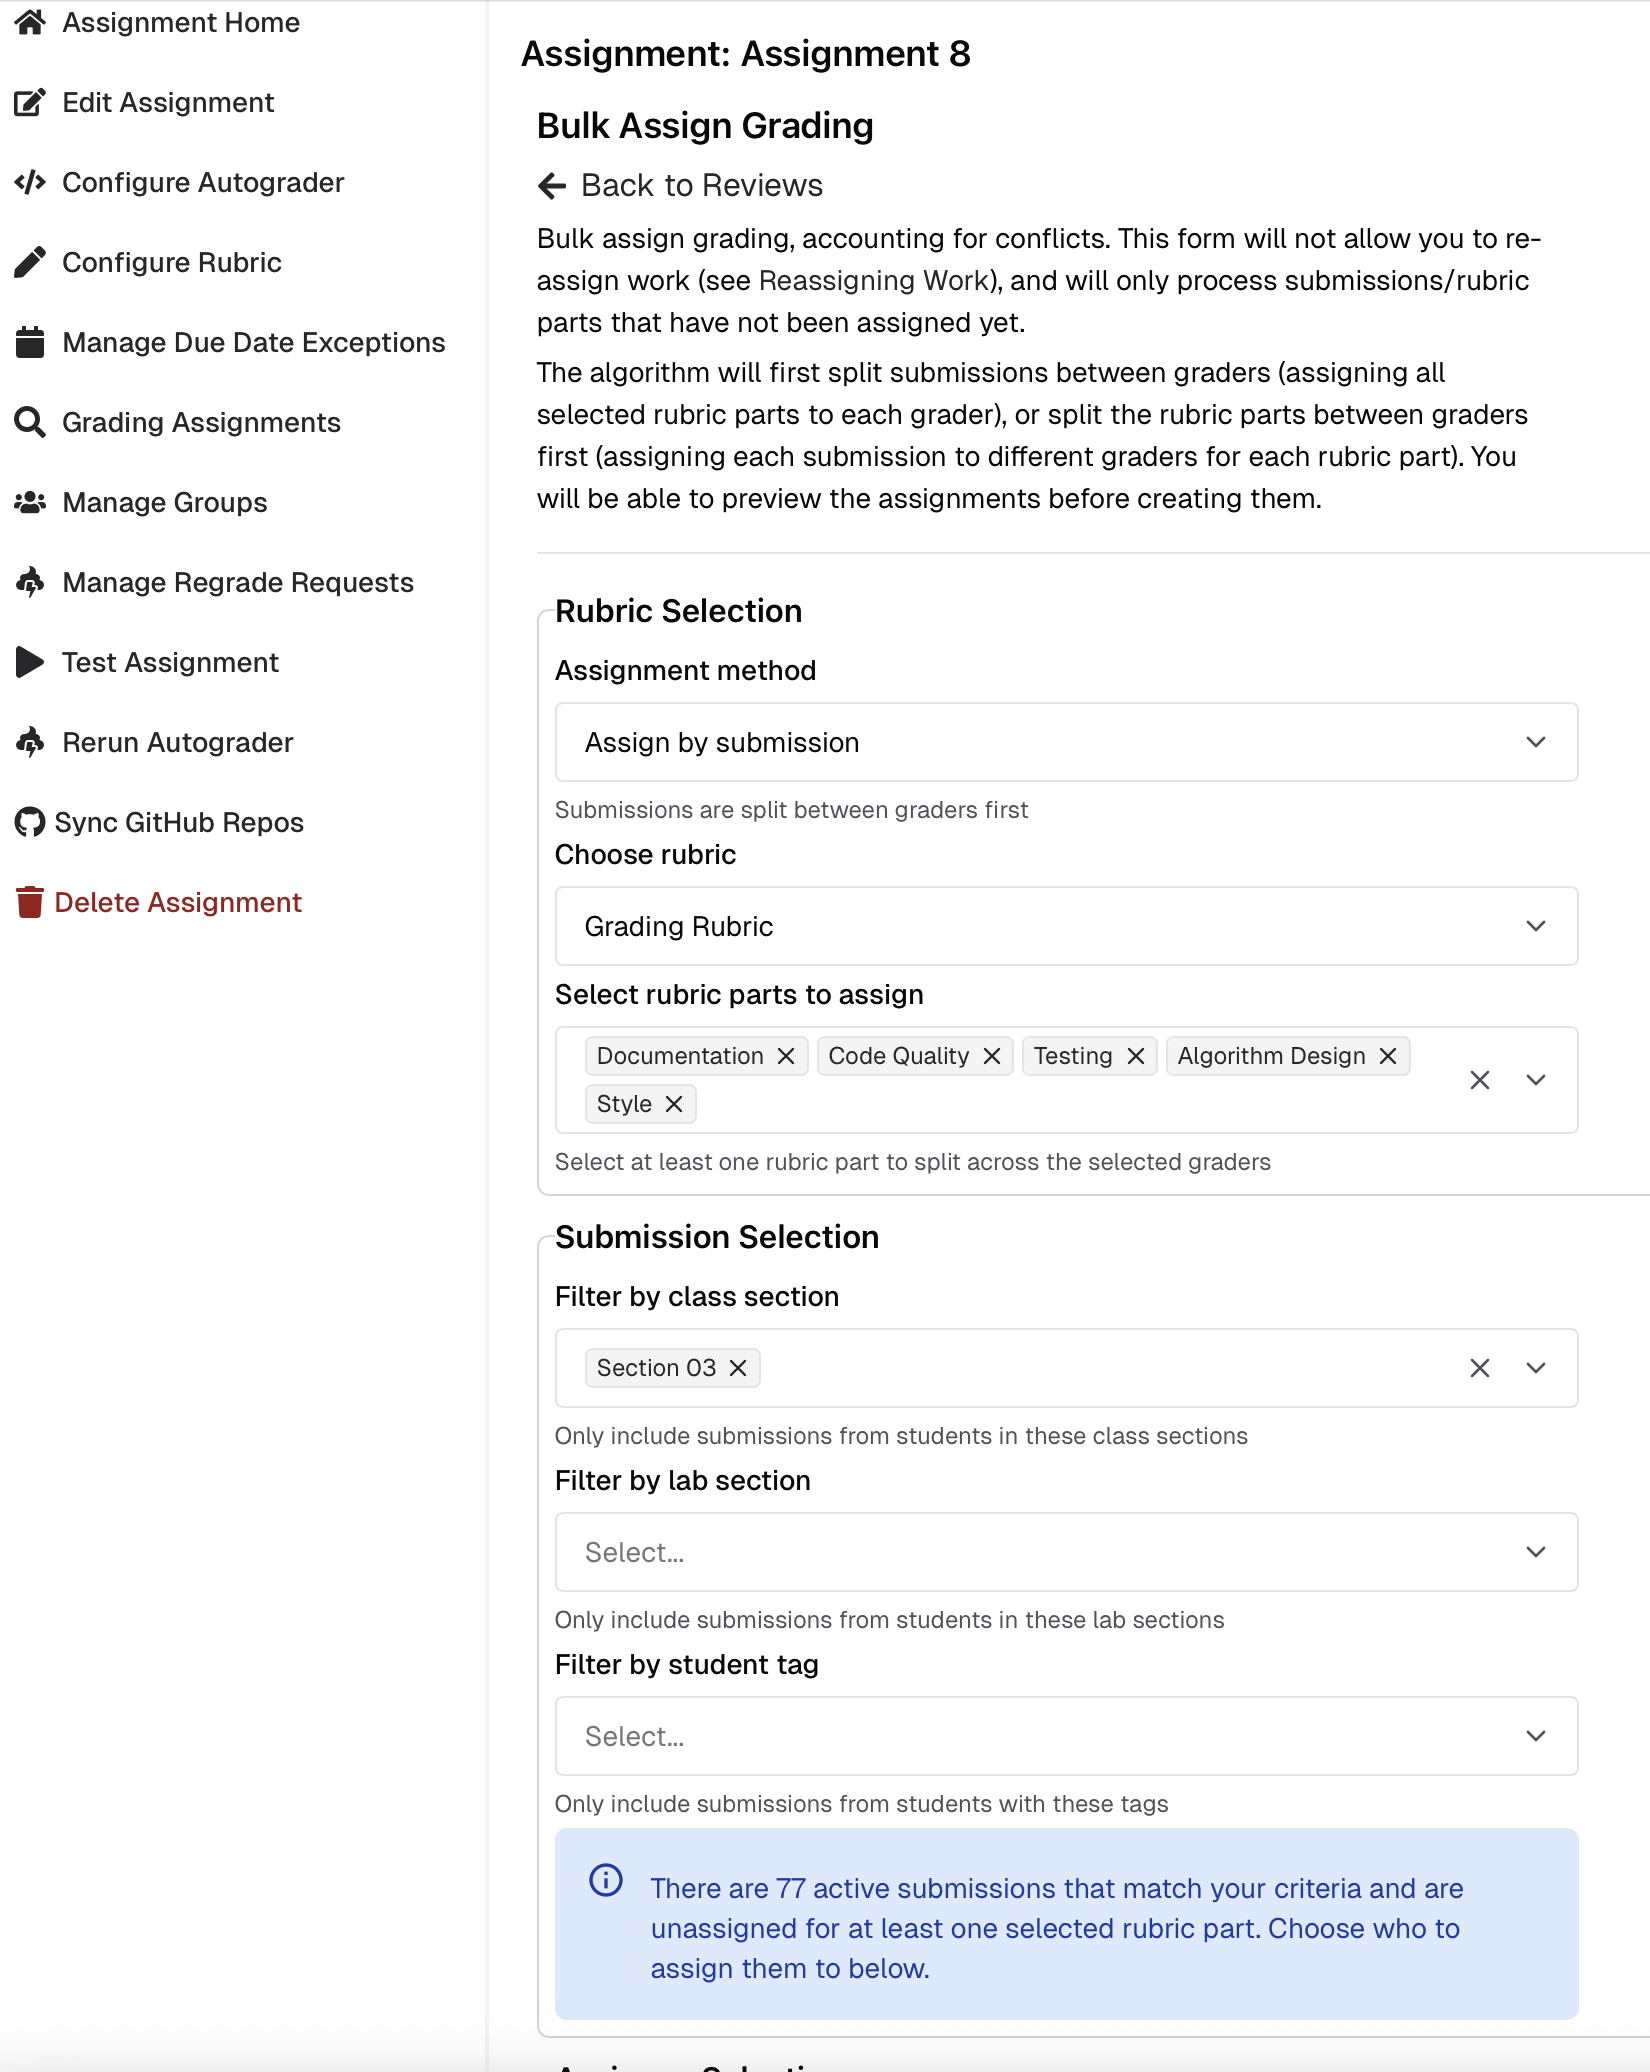 Assignment Home
Edit Assignment
Configure Autograder
Configure Rubric
Manage Due Date Exceptions
Grading Assignments
Manage Groups
Manage Regrade Requests
Test Assignment
Rerun Autograder
Sync GitHub Repos
Delete Assignment
Assignment: Assignment 8
Bulk Assign Grading
Back to Reviews
Bulk assign grading, accounting for conflicts. This form will not allow you to re-
assign work (see Reassigning Work), and will only process submissions/rubric
parts that have not been assigned yet.
The algorithm will first split submissions between graders (assigning all
selected rubric parts to each grader), or split the rubric parts between graders
first (assigning each submission to different graders for each rubric part). You
will be able to preview the assignments before creating them.
Rubric Selection
Assignment method
Assign by submission
Submissions are split between graders first
Choose rubric
Grading Rubric
Select rubric parts to assign
Documentation Code Quality Testing Algorithm Design
Style
Select at least one rubric part to split across the selected graders
Submission Selection
Filter by class section
Section 03
Only include submissions from students in these class sections
Filter by lab section
Select...
Only include submissions from students in these lab sections
Filter by student tag
Select...
Only include submissions from students with these tags
There are 77 active submissions that match your criteria and are
unassigned for at least one selected rubric part. Choose who to
assign them to below.